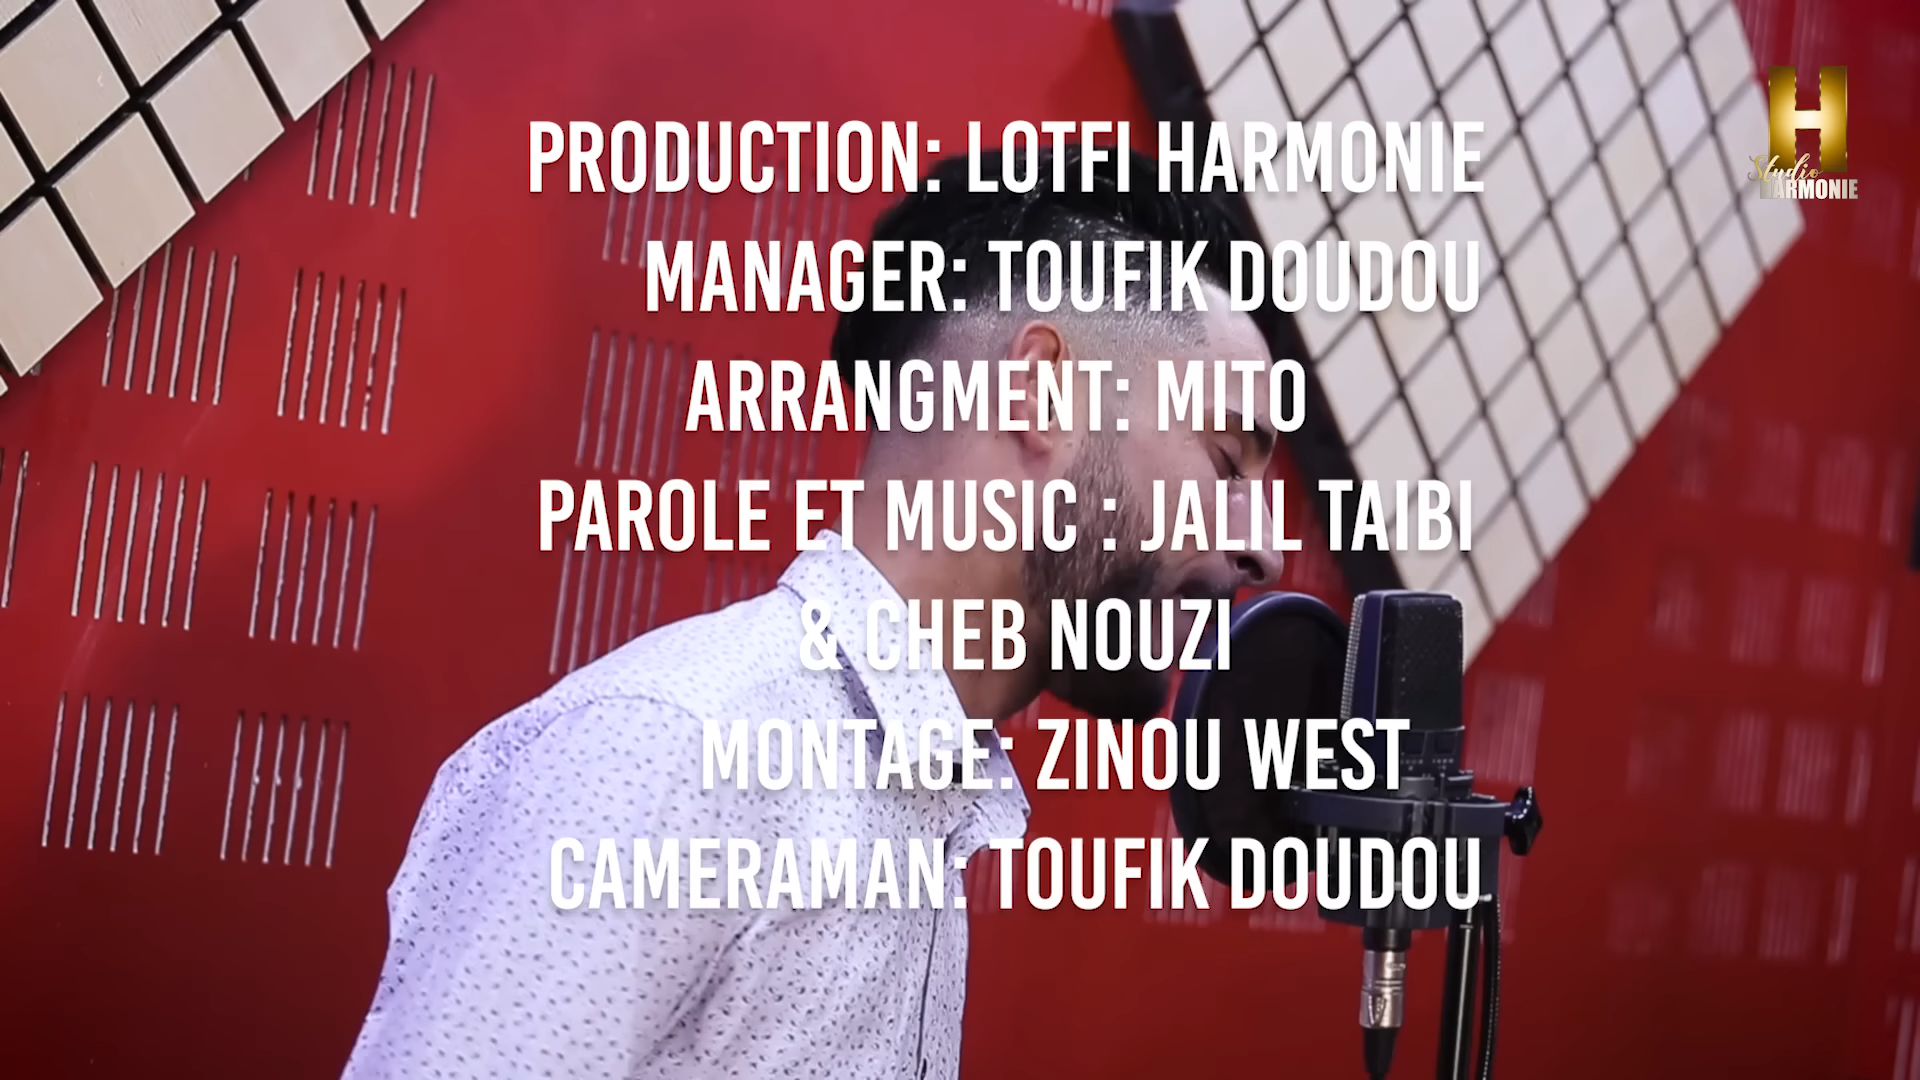 PRODUCTION: LOTFI HARMONIE
MANAGER: TOUFIK DOUDOU
ARRANGMENT: MITO
PAROLE ET MUSIC : JALIL TAIBI
& CHEB NOUZI
MONTAGE: ZINOU WEST
CAMERAMAN: TOUFIK DOUDOU
H
Studio
HARMONIE